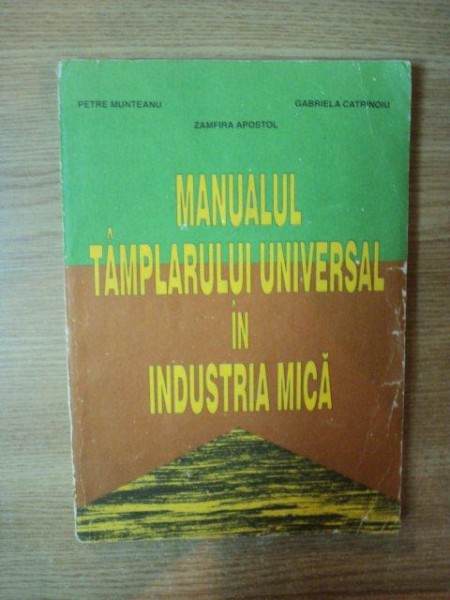 PETRE MUNTEANU GABRIELA CATRINOIU
ZAMFIRA APOSTOL
MANUALUL
TÂMPLARULUI UNIVERSAL
ÎN
INDUSTRIA MICĂ